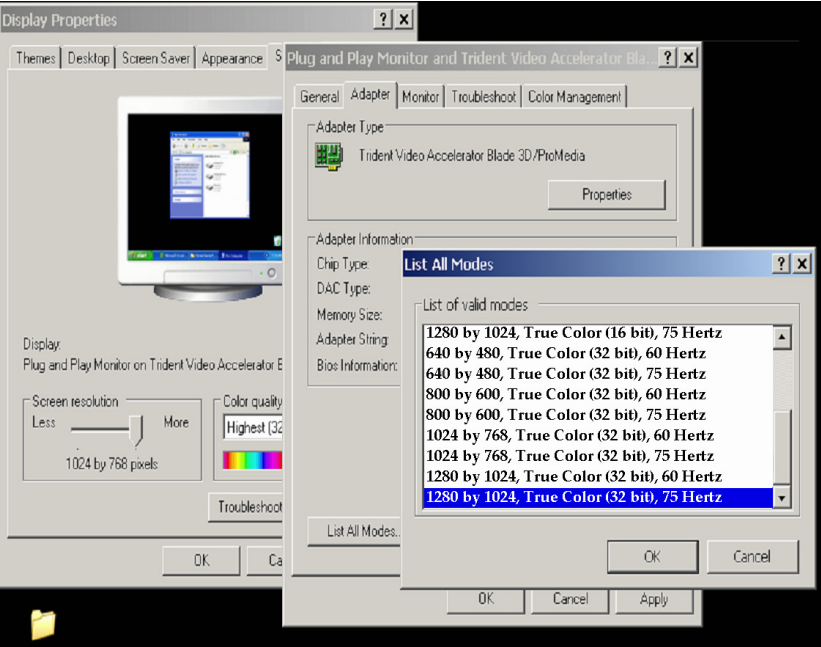 Display Properties
Themes
Desktop
Screen Saver
Appearance
S
Display:
Plug and Play Monitor on Trident Video Accelerator B
Screen resolution
Less
More
1024 by 768 pixels
Color quality
Highest (32
Troubleshoot
OK
Ca
Plug and Play Monitor and Trident Video Accelerator Bla...
General
Adapter
Monitor
Troubleshoot
Color Management
Adapter Type
Trident Video Accelerator Blade 3D/ProMedia
Properties
Adapter Information
Chip Type:
DAC Type:
Memory Size:
Adapter String:
Bios Information:
List All Modes..
OK
Cancel
Apply
List All Modes
List of valid modes
1280 by 1024, True Color (16 bit), 75 Hertz
640 by 480, True Color (32 bit), 60 Hertz
640 by 480, True Color (32 bit), 75 Hertz
800 by 600, True Color (32 bit), 60 Hertz
800 by 600, True Color (32 bit), 75 Hertz
1024 by 768, True Color (32 bit), 60 Hertz
1024 by 768, True Color (32 bit), 75 Hertz
1280 by 1024, True Color (32 bit), 60 Hertz
1280 by 1024, True Color (32 bit), 75 Hertz
OK
Cancel